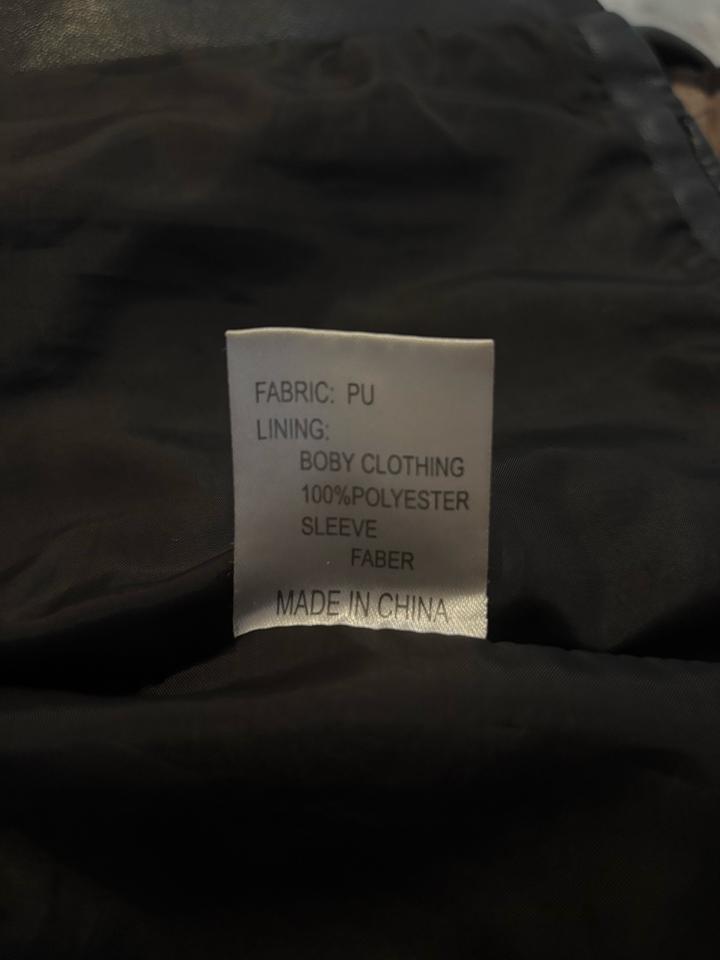 FABRIC: PU
LINING:
BOBY CLOTHING
100%POLYESTER
SLEEVE
FABER
MADE IN CHINA